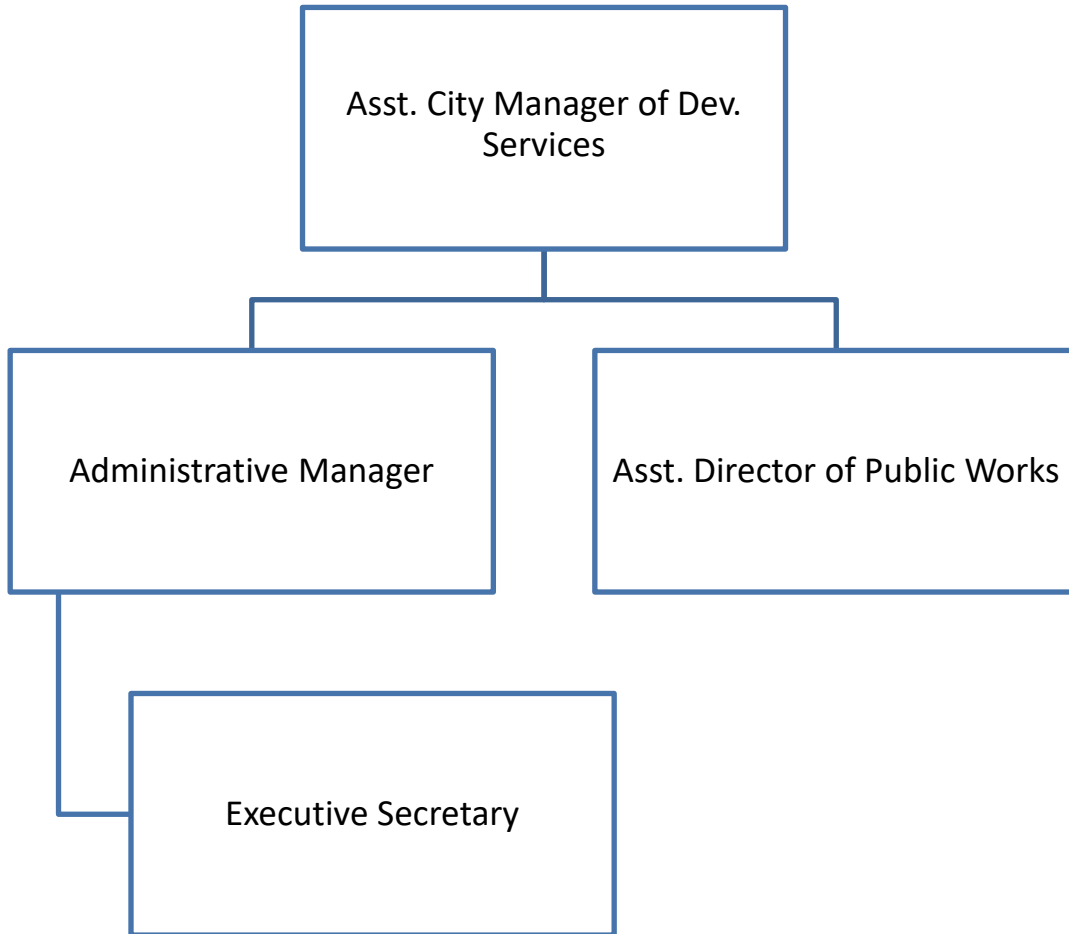 Asst. City Manager of Dev.
Services
Administrative Manager
Asst. Director of Public Works
Executive Secretary